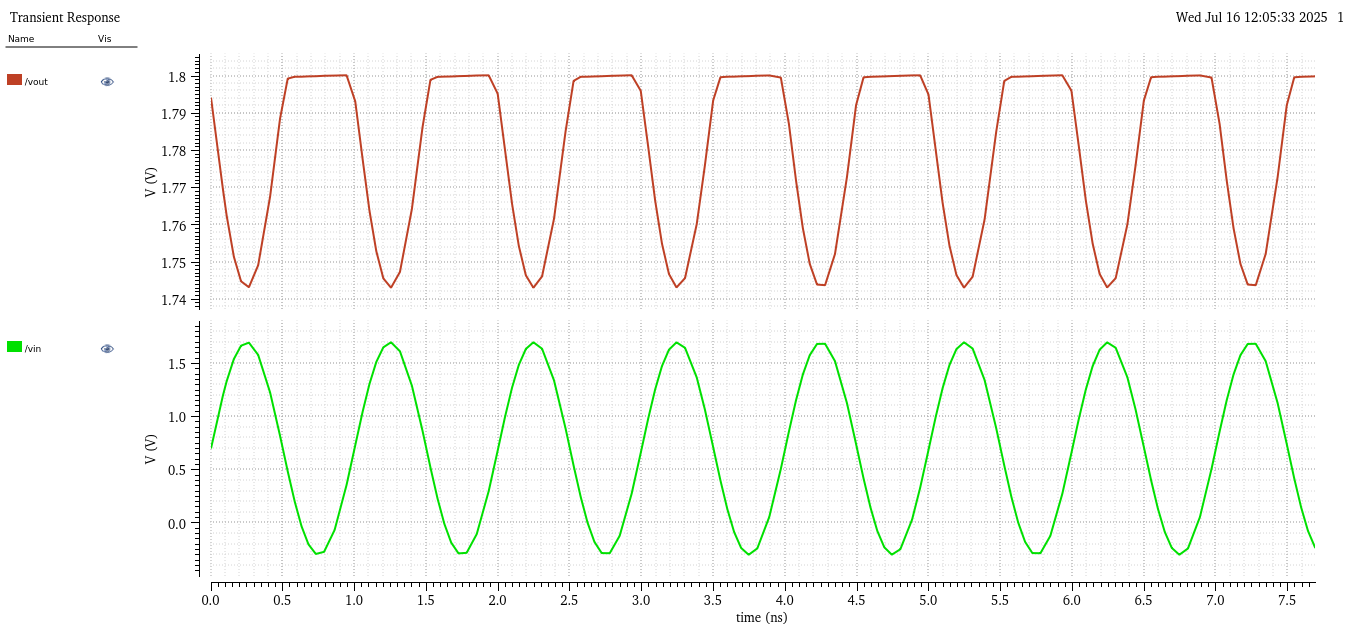 Transient Response
Wed Jul 16 12:05:33 2025 1
Name Vis
/vout
1.8
1.79
1.78
1.77
1.76
1.75
1.74
V (V)
/vin
1.5
1.0
0.5
0.0
V (V)
0.0 0.5 1.0 1.5 2.0 2.5 3.0 3.5 4.0 4.5 5.0 5.5 6.0 6.5 7.0 7.5
time (ns)